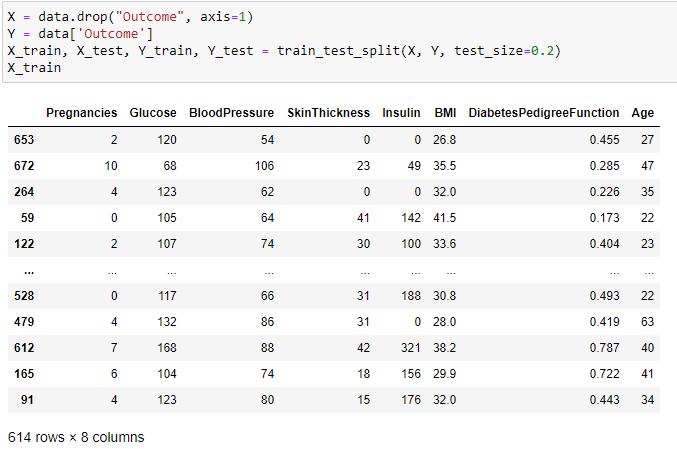 X = data.drop("Outcome", axis=1)
Y = data['Outcome']
X_train, X_test, Y_train, Y_test = train_test_split(X, Y, test_size=0.2)
X_train
Pregnancies Glucose BloodPressure SkinThickness Insulin BMI DiabetesPedigreeFunction Age
653 2 120 54 0 0 26.8 0.455 27
672 10 68 106 23 49 35.5 0.285 47
264 4 123 62 0 0 32.0 0.226 35
59 0 105 64 41 142 41.5 0.173 22
122 2 107 74 30 100 33.6 0.404 23
... ... ... ... ... ... ... ... ...
528 0 117 66 31 188 30.8 0.493 22
479 4 132 86 31 0 28.0 0.419 63
612 7 168 88 42 321 38.2 0.787 40
165 6 104 74 18 156 29.9 0.722 41
91 4 123 80 15 176 32.0 0.443 34
614 rows × 8 columns